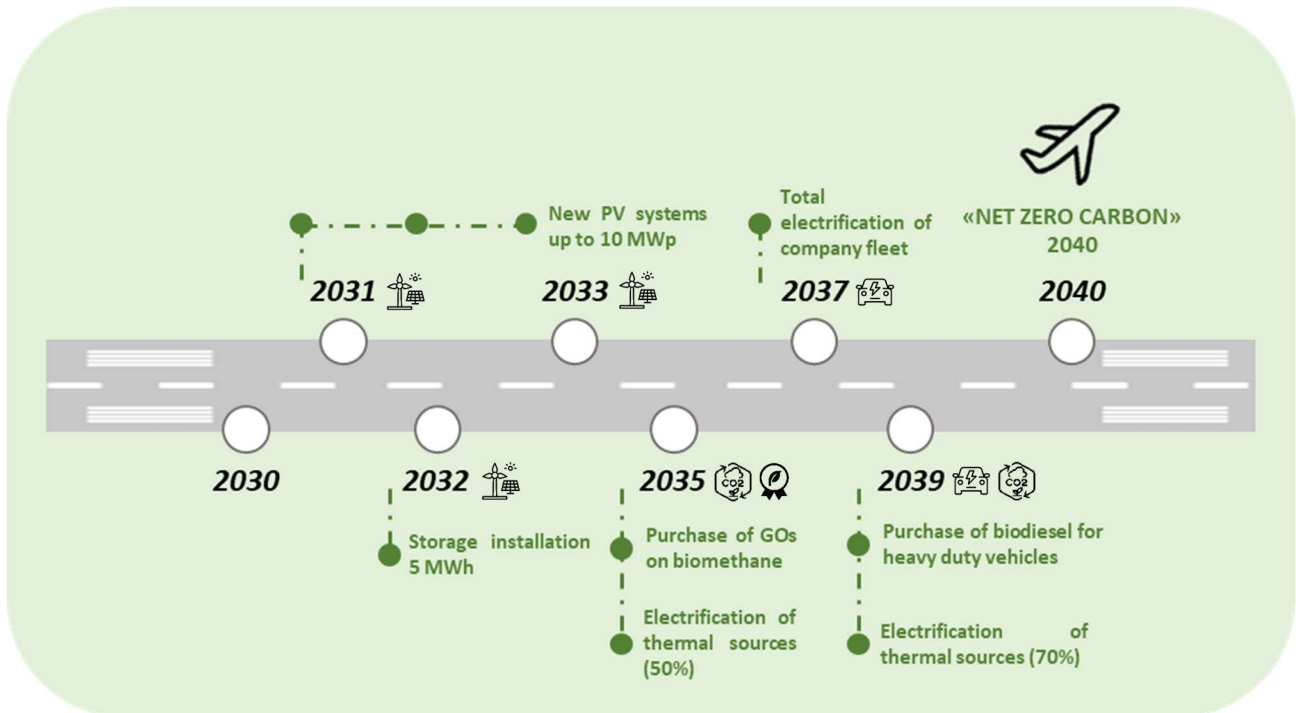 New PV systems
up to 10 MWp
Total
electrification of
company fleet
«NET ZERO CARBON»
2040
2031
2033
2037
2040
2030
2032
2035
CO2
2039
CO2
Storage installation
5 MWh
Purchase of GOs
on biomethane
Electrification of
thermal sources
(50%)
Purchase of biodiesel for
heavy duty vehicles
Electrification of
thermal sources (70%)